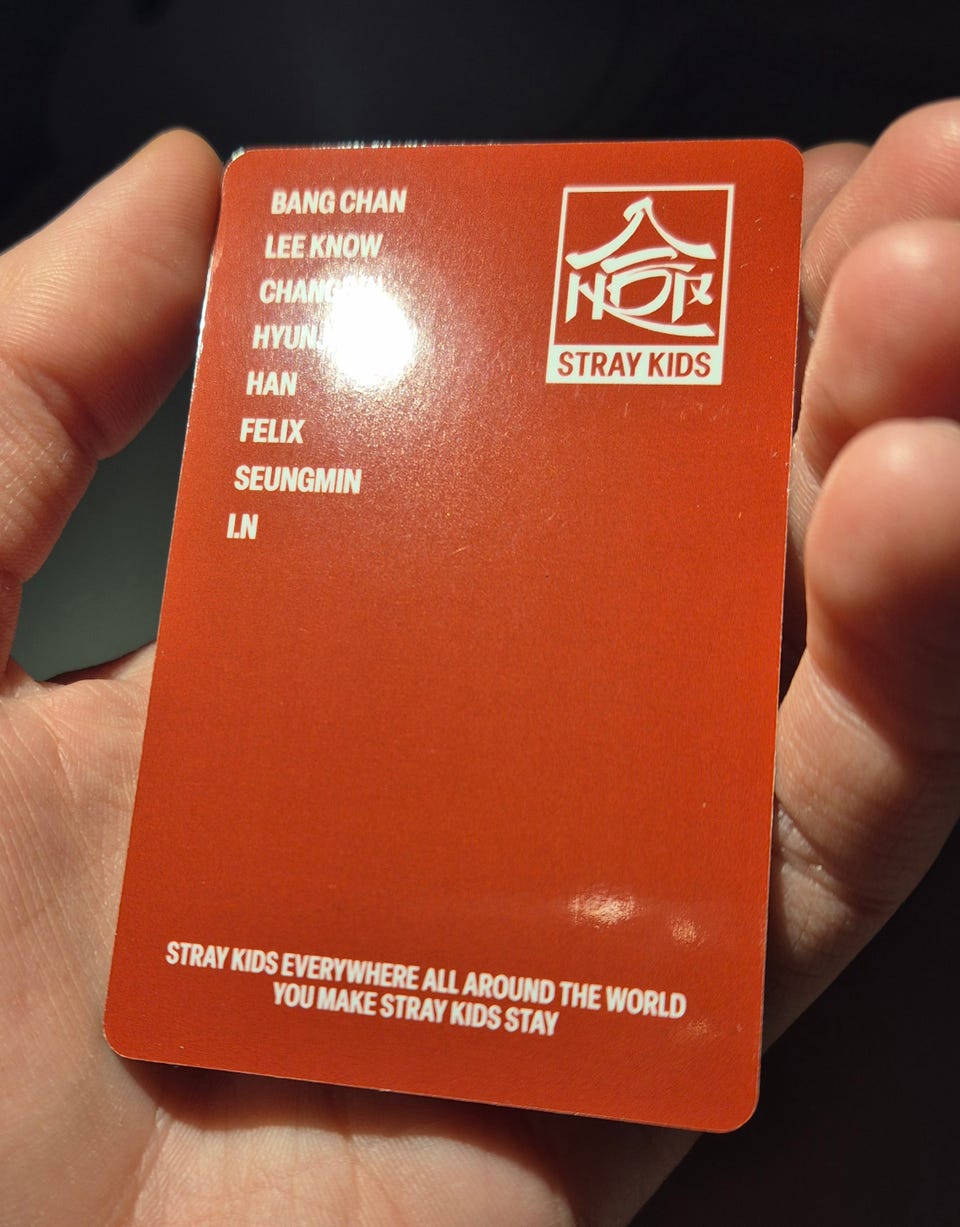 BANG CHAN
LEE KNOW
HAN
FELIX
SEUNGMIN
I.N
STRAY KIDS
STRAY KIDS EVERYWHERE ALL AROUND THE WORLD
YOU MAKE STRAY KIDS STAY